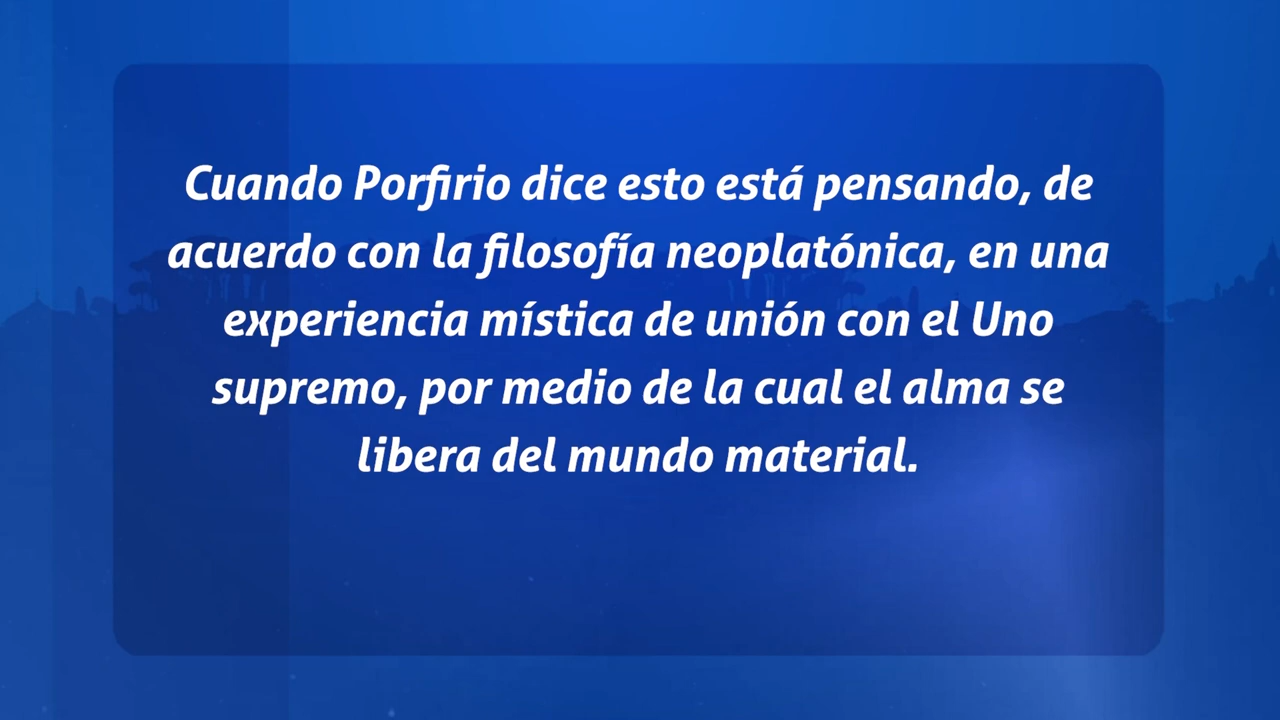 Cuando Porfirio dice esto está pensando, de
acuerdo con la filosofía neoplatónica, en una
experiencia mística de unión con el Uno
supremo, por medio de la cual el alma se
libera del mundo material.